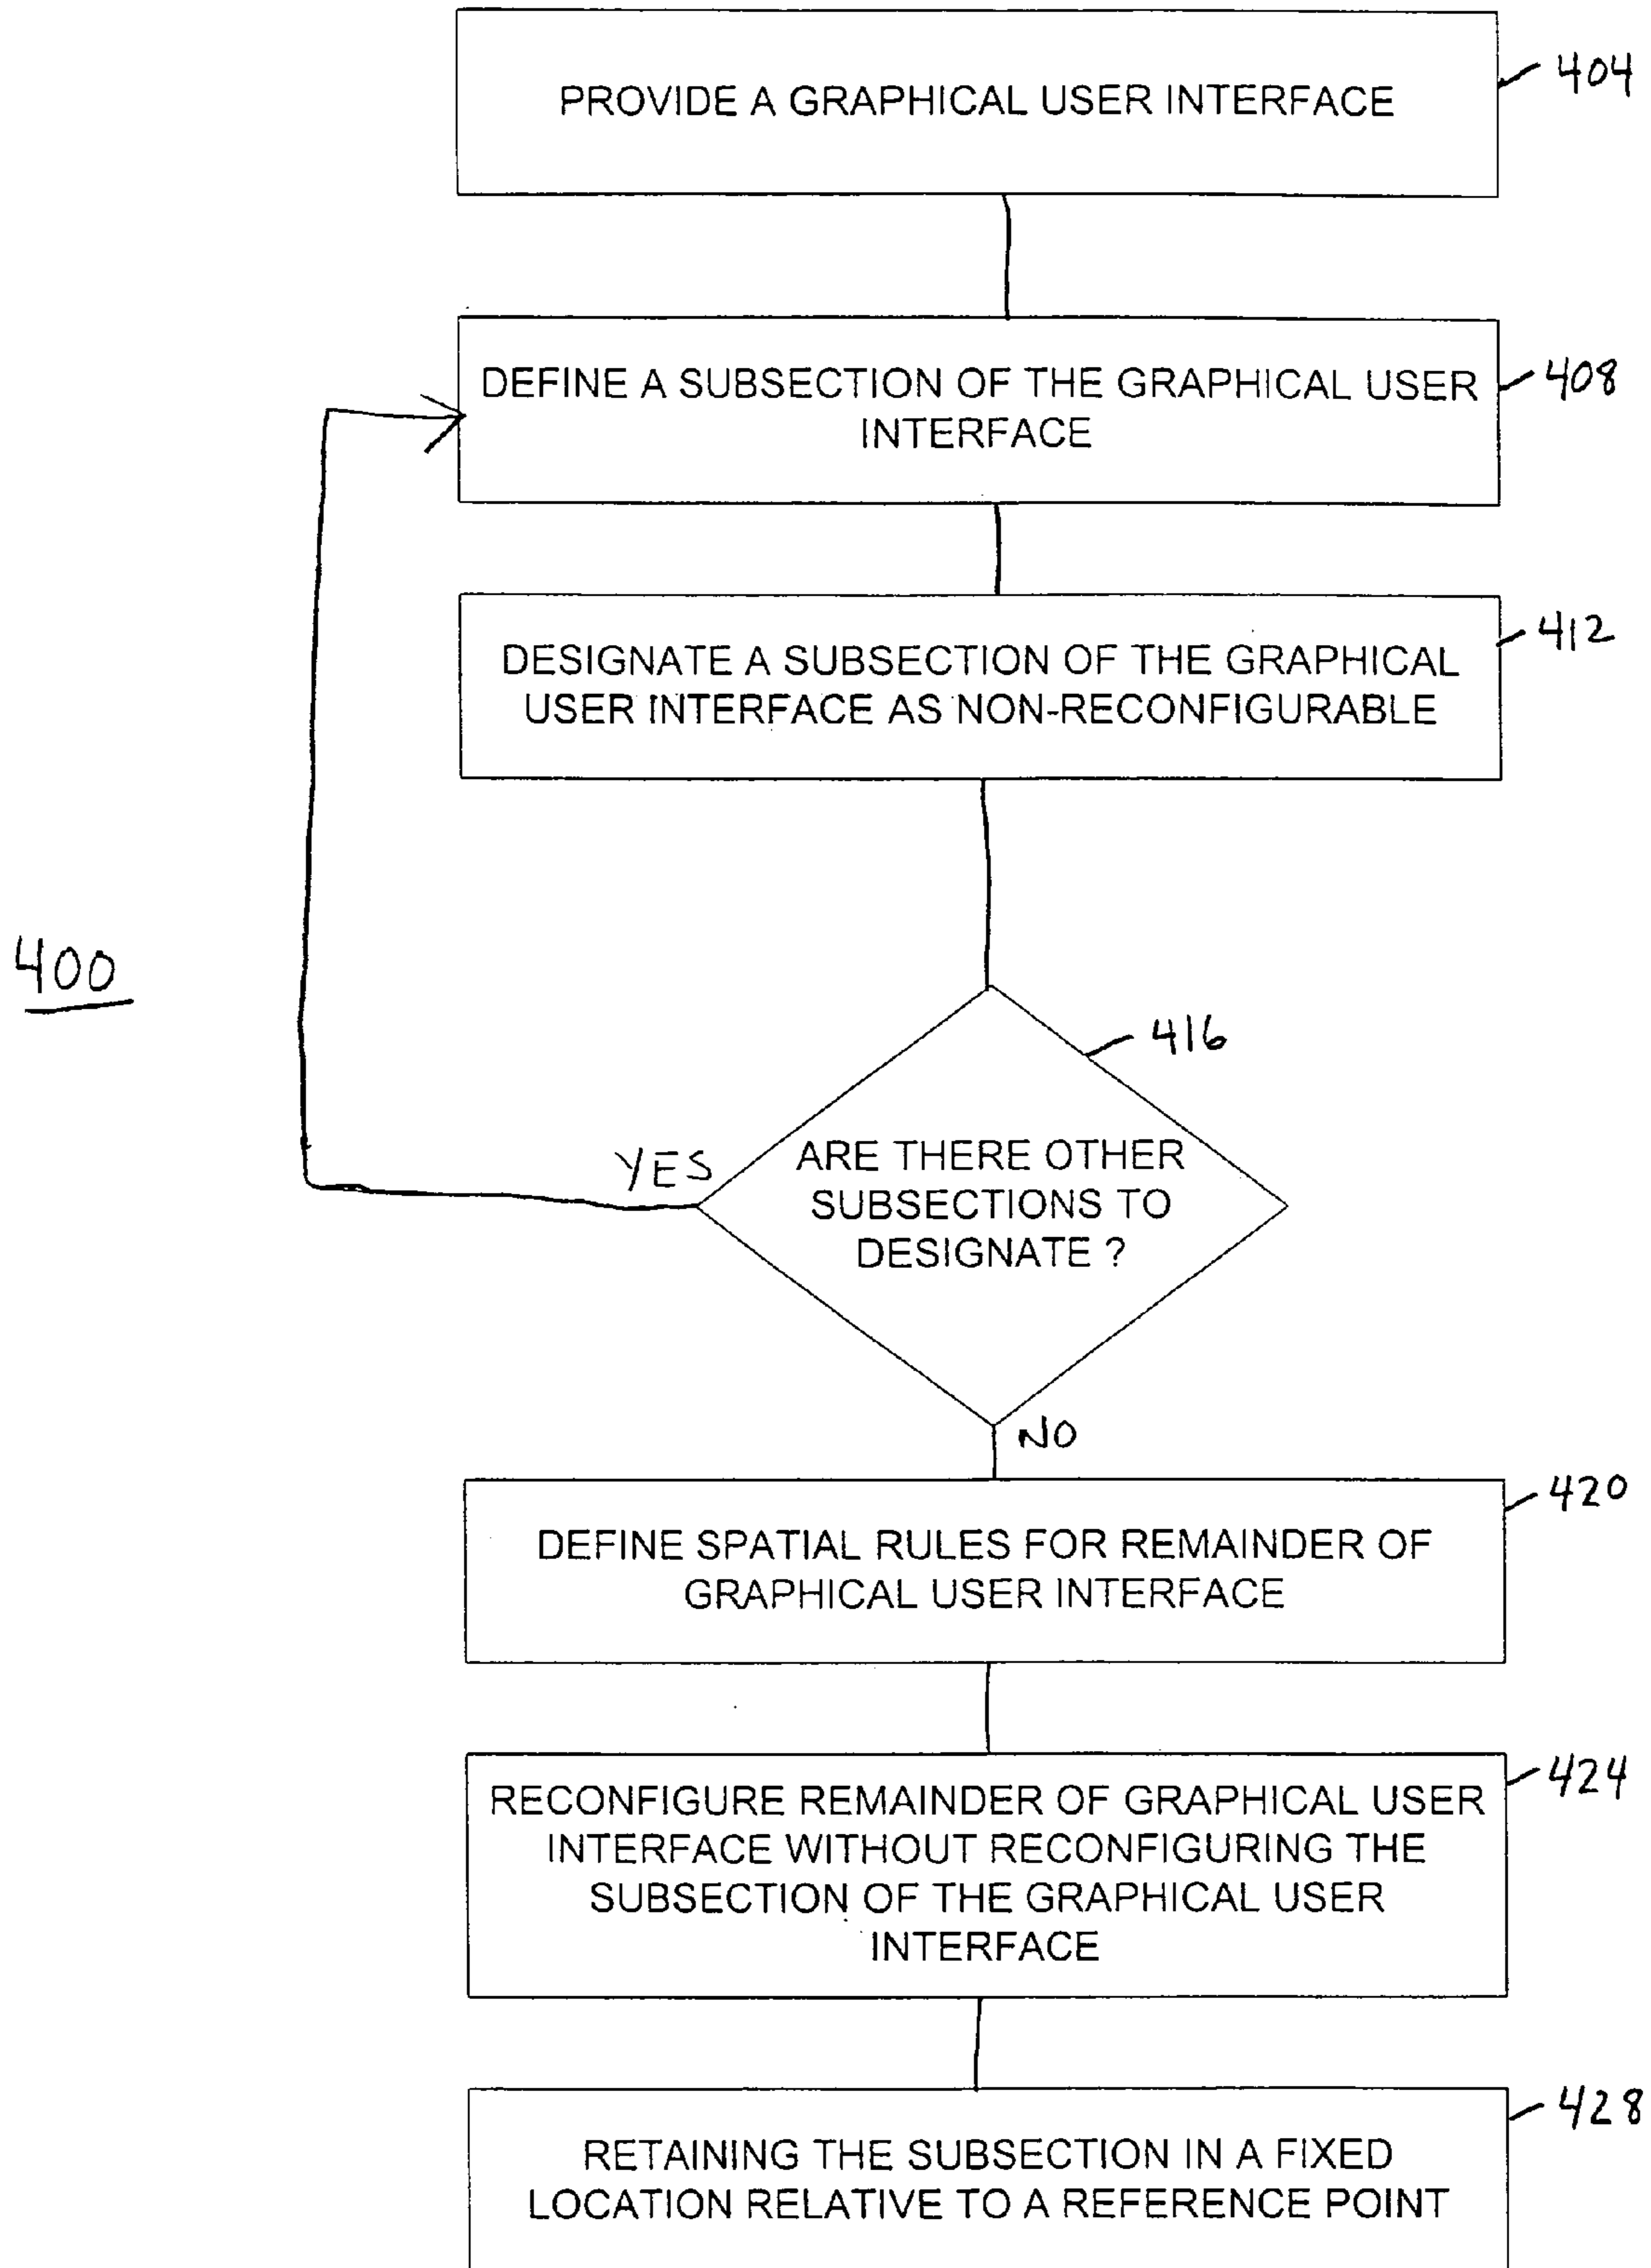 PROVIDE A GRAPHICAL USER INTERFACE
404
DEFINE A SUBSECTION OF THE GRAPHICAL USER
INTERFACE
408
DESIGNATE A SUBSECTION OF THE GRAPHICAL
USER INTERFACE AS NON-RECONFIGURABLE
412
400
416
YES
ARE THERE OTHER
SUBSECTIONS TO
DESIGNATE ?
NO
DEFINE SPATIAL RULES FOR REMAINDER OF
GRAPHICAL USER INTERFACE
420
RECONFIGURE REMAINDER OF GRAPHICAL USER
INTERFACE WITHOUT RECONFIGURING THE
SUBSECTION OF THE GRAPHICAL USER
INTERFACE
424
RETAINING THE SUBSECTION IN A FIXED
LOCATION RELATIVE TO A REFERENCE POINT
428